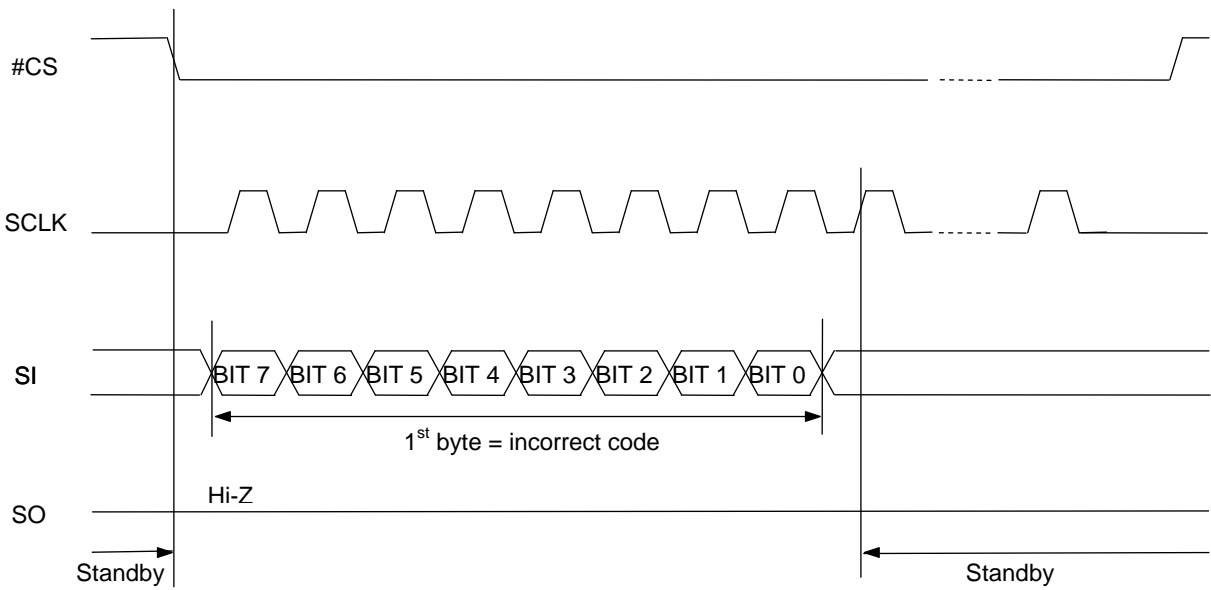 #CS
SCLK
SI
BIT 7 BIT 6 BIT 5 BIT 4 BIT 3 BIT 2 BIT 1 BIT 0
1st byte = incorrect code
Hi-Z
SO
Standby
Standby